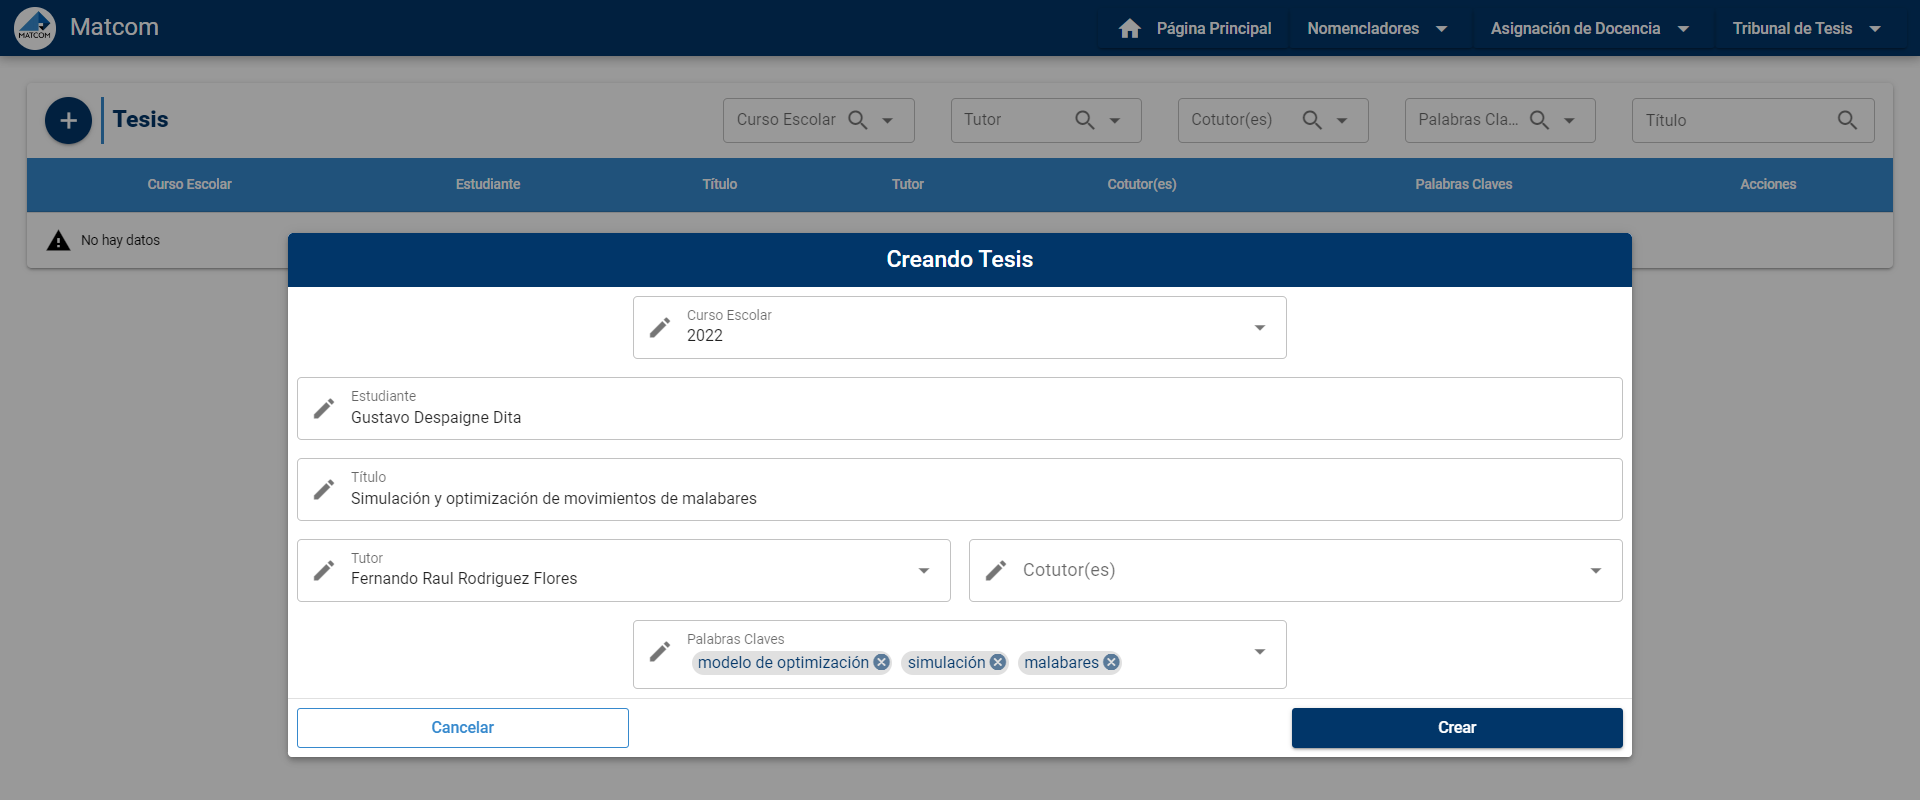 MATCOM
Matcom
Página Principal
Nomencladores
Asignación de Docencia
Tribunal de Tesis
+
Tesis
Curso Escolar
Tutor
Cotutor(es)
Palabras Cla...
Título
Curso Escolar
Estudiante
Título
Tutor
Cotutor(es)
Palabras Claves
Acciones
No hay datos
Creando Tesis
Curso Escolar
2022
Estudiante
Gustavo Despaigne Dita
Título
Simulación y optimización de movimientos de malabares
Tutor
Fernando Raul Rodriguez Flores
Cotutor(es)
Palabras Claves
modelo de optimización simulación malabares
Cancelar
Crear